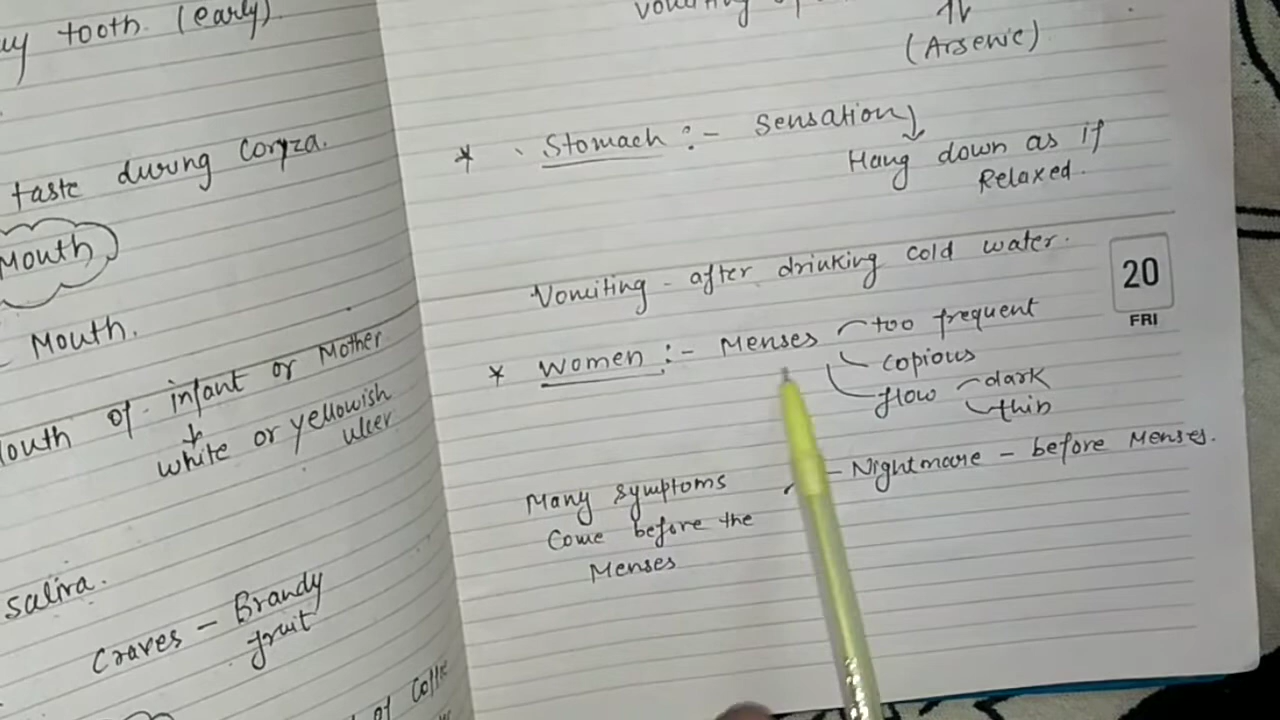 tooth. (early)
taste during coryza.
Mouth
Mouth.
Mouth of infant or Mother
white or yellowish
ulcer
saliva.
Craves - Brandy
fruit
of
vomiting
(Arsenic)
* Stomach :- Sensation
Hang down as if
Relaxed.
Vomiting - after drinking cold water.
20
FRI
* Women :- Menses too frequent
copious
flow dark
thin
Many symptoms - Nightmare - before Menses.
Come before the
Menses